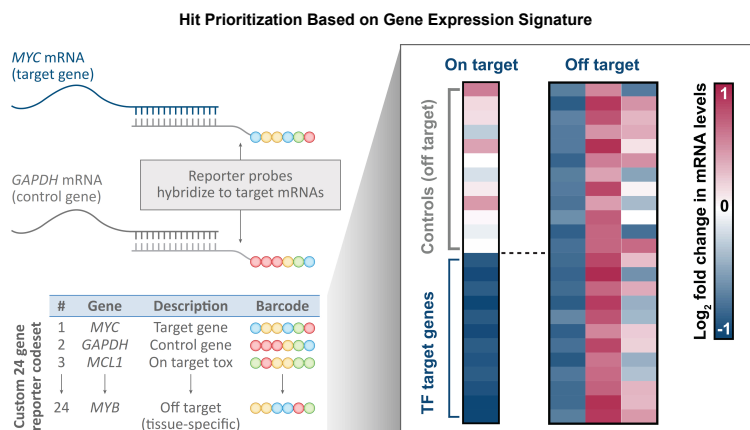 Hit Prioritization Based on Gene Expression Signature
MYC mRNA
(target gene)
Reporter probes
hybridize to target mRNAs
GAPDH mRNA
(control gene)
Custom 24 gene
reporter codeset
# Gene Description Barcode
1 MYC Target gene
2 GAPDH Control gene
3 MCL1 On target tox
24 MYB Off target
(tissue-specific)
On target Off target
Controls (off target)
TF target genes
1
0
-1
Log2 fold change in mRNA levels